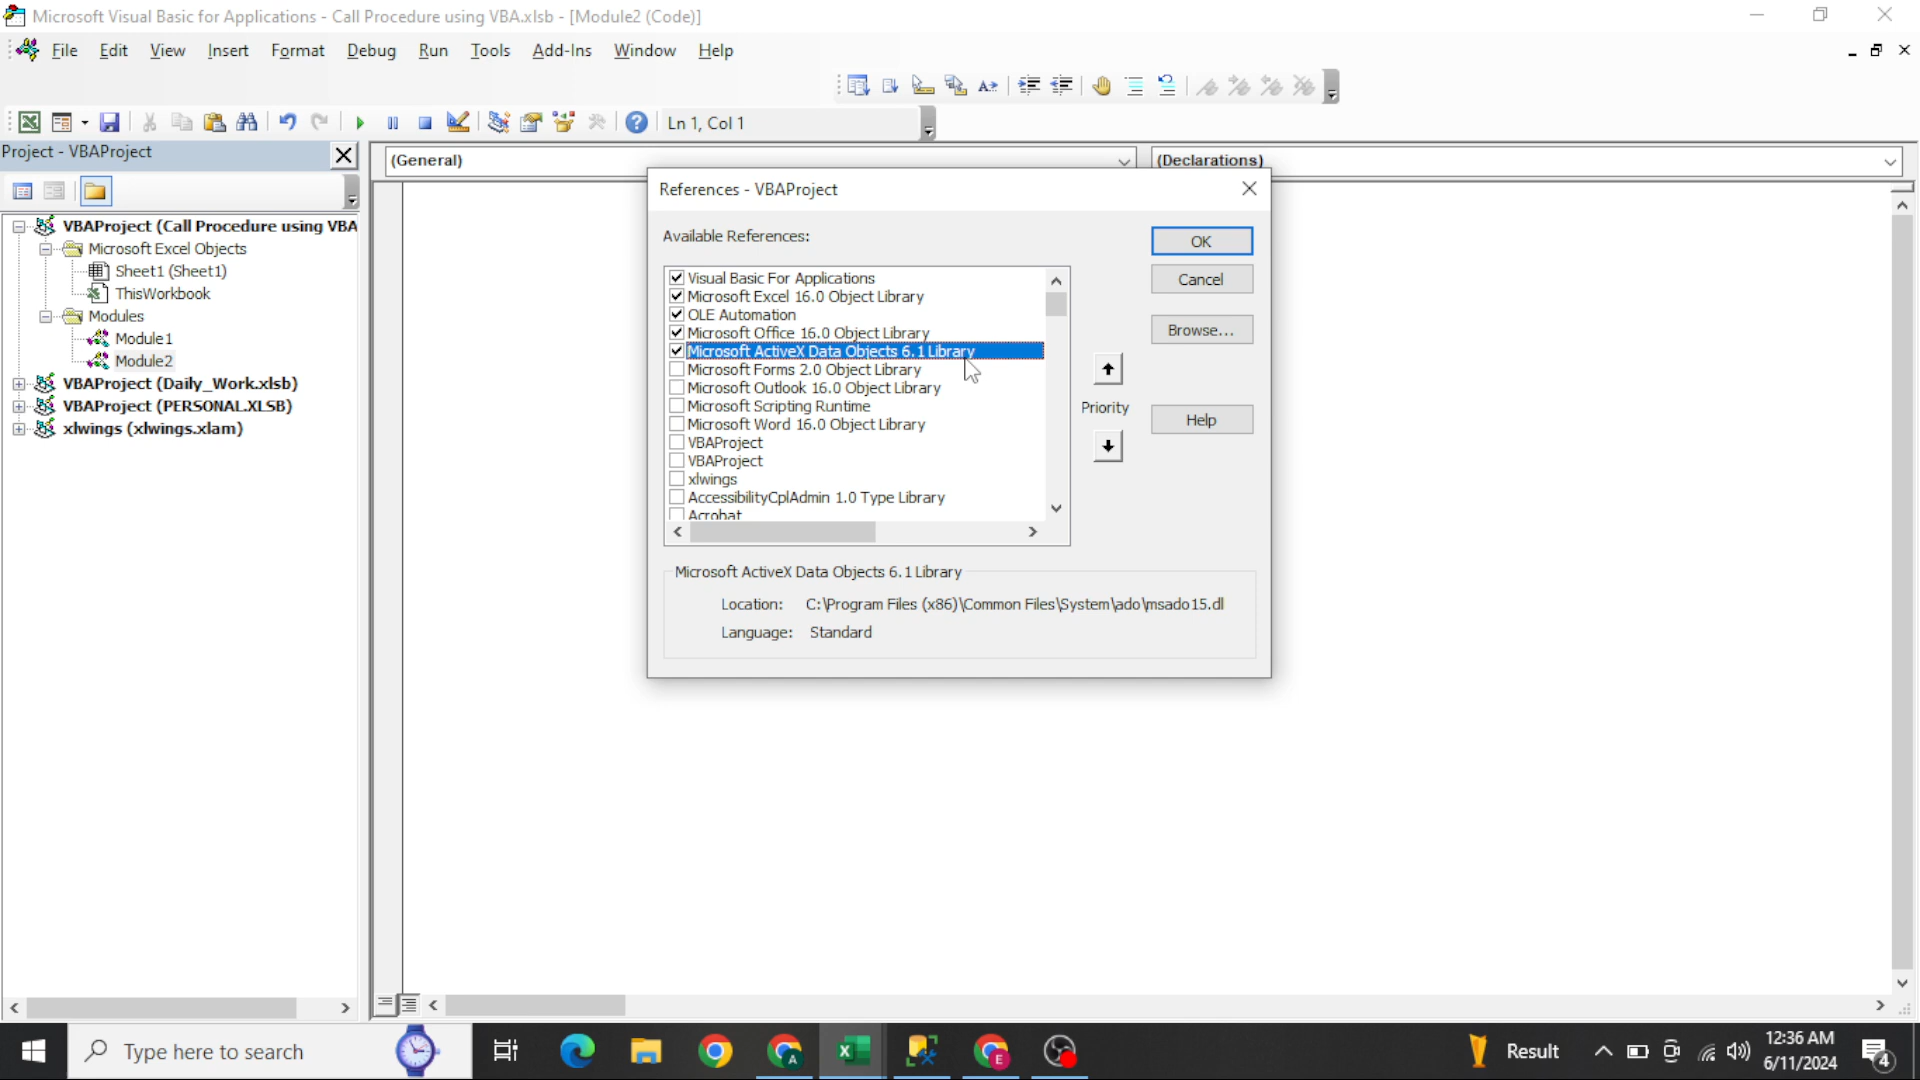 Microsoft Visual Basic for Applications - Call Procedure using VBA.xlsb - [Module2 (Code)]
File Edit View Insert Format Debug Run Tools Add-Ins Window Help
Ln 1, Col 1
Project - VBAProject
(General)
(Declarations)
VBAProject (Call Procedure using VBA
Microsoft Excel Objects
Sheet1 (Sheet1)
ThisWorkbook
Modules
Module1
Module2
VBAProject (Daily_Work.xlsb)
VBAProject (PERSONAL.XLSB)
xlwings (xlwings.xlam)
References - VBAProject
Available References:
Visual Basic For Applications
Microsoft Excel 16.0 Object Library
OLE Automation
Microsoft Office 16.0 Object Library
Microsoft ActiveX Data Objects 6.1 Library
Microsoft Forms 2.0 Object Library
Microsoft Outlook 16.0 Object Library
Microsoft Scripting Runtime
Microsoft Word 16.0 Object Library
VBAProject
VBAProject
xlwings
AccessibilityCplAdmin 1.0 Type Library
Acrobat
OK
Cancel
Browse...
Priority
Help
Microsoft ActiveX Data Objects 6.1 Library
Location: C:\Program Files (x86)\Common Files\System\ado\msado15.dl
Language: Standard
Type here to search
Result
12:36 AM
6/11/2024
4